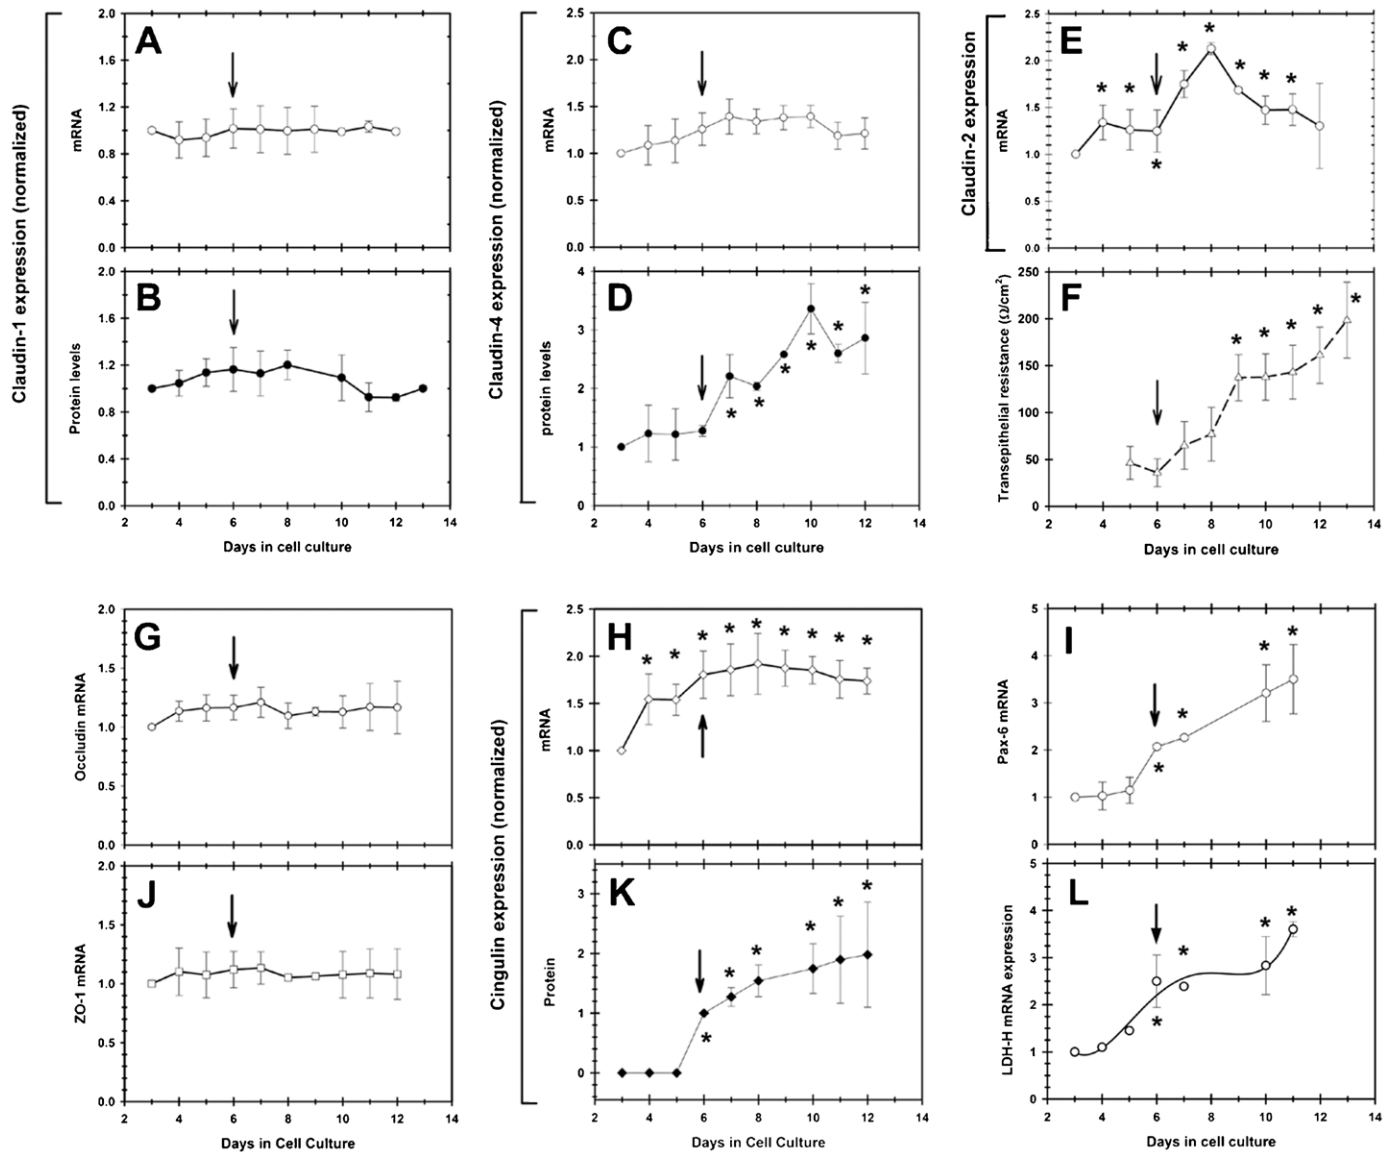 Claudin-1 expression (normalized)
A
mRNA
2.0
1.6
1.2
0.8
0.4
0.0
B
Protein levels
2.0
1.6
1.2
0.8
0.4
0.0
2 4 6 8 10 12 14
Days in cell culture
Claudin-4 expression (normalized)
C
mRNA
2.5
2.0
1.5
1.0
0.5
0.0
D
protein levels
4
3
2
1
0
* * * * * *
2 4 6 8 10 12 14
Days in cell culture
Claudin-2 expression
E
mRNA
2.5
2.0
1.5
1.0
0.5
0.0
* * * * * * * *
F
Transepithelial resistance (Ω/cm²)
250
200
150
100
50
0
* * * * *
2 4 6 8 10 12 14
Days in cell culture
G
Occludin mRNA
2.0
1.5
1.0
0.5
0.0
J
ZO-1 mRNA
2.0
1.5
1.0
0.5
0.0
2 4 6 8 10 12 14
Days in Cell Culture
Cingulin expression (normalized)
H
mRNA
2.5
2.0
1.5
1.0
0.5
0.0
* * * * * * * * *
K
Protein
3
2
1
0
* * * * * *
2 4 6 8 10 12 14
Days in Cell Culture
I
Pax-6 mRNA
5
4
3
2
1
0
* * * *
L
LDH-H mRNA expression
5
4
3
2
1
0
* * * *
2 4 6 8 10 12 14
Days in cell culture